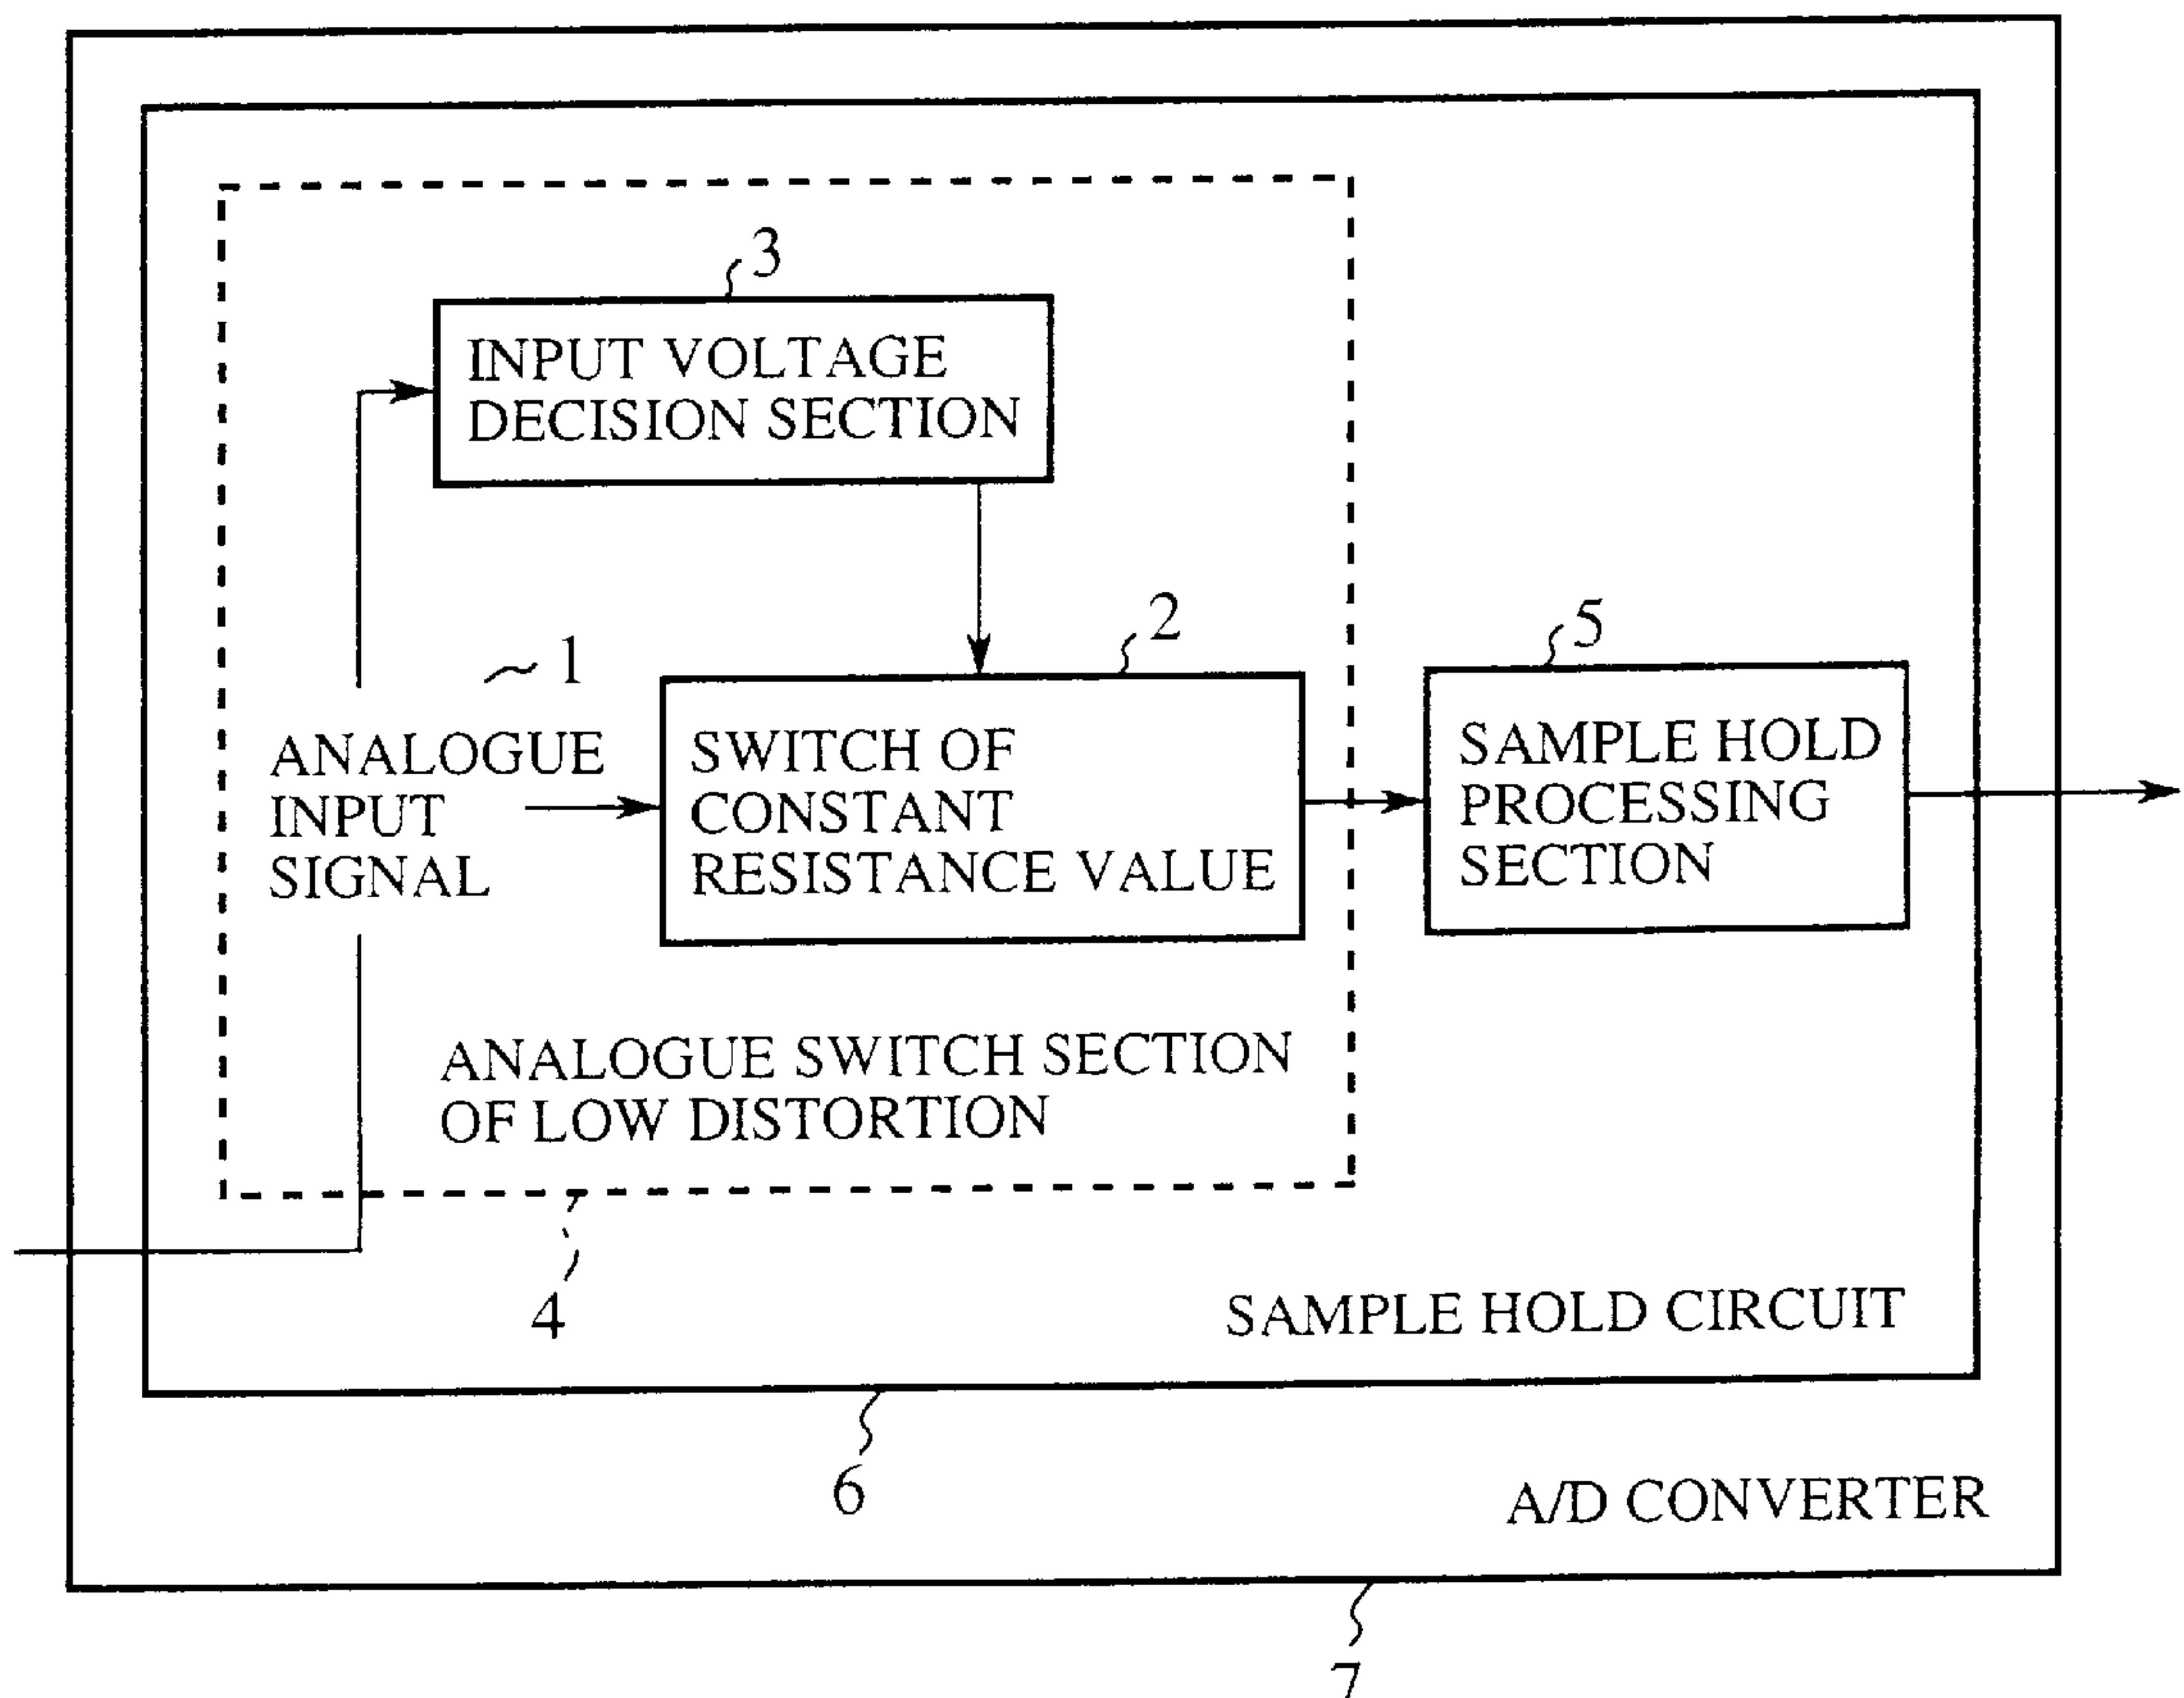 3
INPUT VOLTAGE
DECISION SECTION
1
2
5
ANALOGUE
INPUT
SIGNAL
SWITCH OF
CONSTANT
RESISTANCE VALUE
SAMPLE HOLD
PROCESSING
SECTION
ANALOGUE SWITCH SECTION
OF LOW DISTORTION
4
SAMPLE HOLD CIRCUIT
6
A/D CONVERTER
7